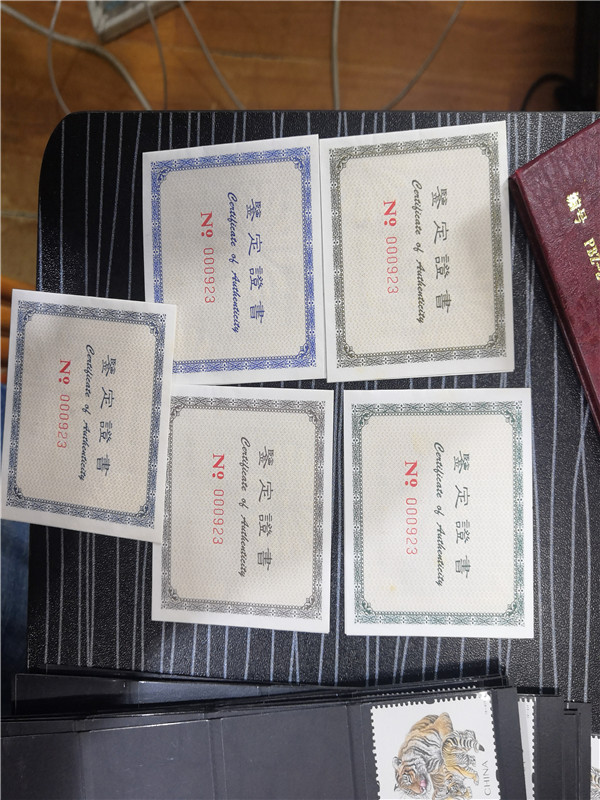 鑒定證書
Certificate of Authenticity
№ 000923
鑒定證書
Certificate of Authenticity
№ 000923
鑒定證書
Certificate of Authenticity
№ 000923
鑒定證書
Certificate of Authenticity
№ 000923
鑒定證書
Certificate of Authenticity
№ 000923
编号
CHINA